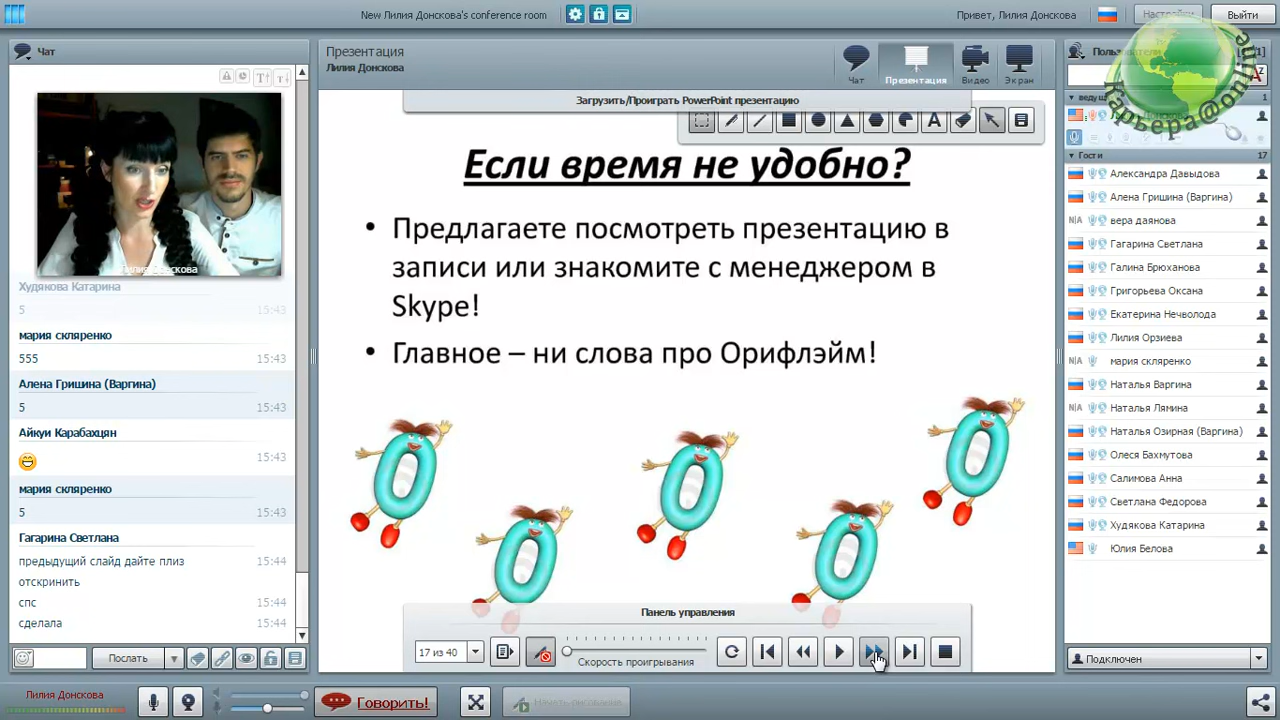 New Лилия Донскова's conference room
Привет, Лилия Донскова
Настройки
Выйти
Чат
Лилия Донскова
Худякова Катарина
5 15:43
мария скляренко
555 15:43
Алена Гришина (Варгина)
5 15:43
Айкуи Карабахцян
15:43
мария скляренко
5 15:43
Гагарина Светлана
предыдущий слайд дайте плиз 15:44
отскринить
спс 15:44
сделала 15:44
Послать
Презентация
Лилия Донскова
Чат
Презентация
Видео
Экран
Загрузить/Проиграть PowerPoint презентацию
Если время не удобно?
• Предлагаете посмотреть презентацию в
записи или знакомите с менеджером в
Skype!
• Главное – ни слова про Орифлэйм!
Панель управления
17 из 40
Скорость проигрывания
Пользователи
карьера@online
1
Гости 17
Александра Давыдова
Алена Гришина (Варгина)
N/A вера даянова
Гагарина Светлана
Галина Брюханова
Григорьева Оксана
Екатерина Нечволода
Лилия Орзиева
N/A мария скляренко
Наталья Варгина
N/A Наталья Лямина
Наталья Озирная (Варгина)
Олеся Бахмутова
Салимова Анна
Светлана Федорова
Худякова Катарина
Юлия Белова
Подключен
Лилия Донскова
Говорить!